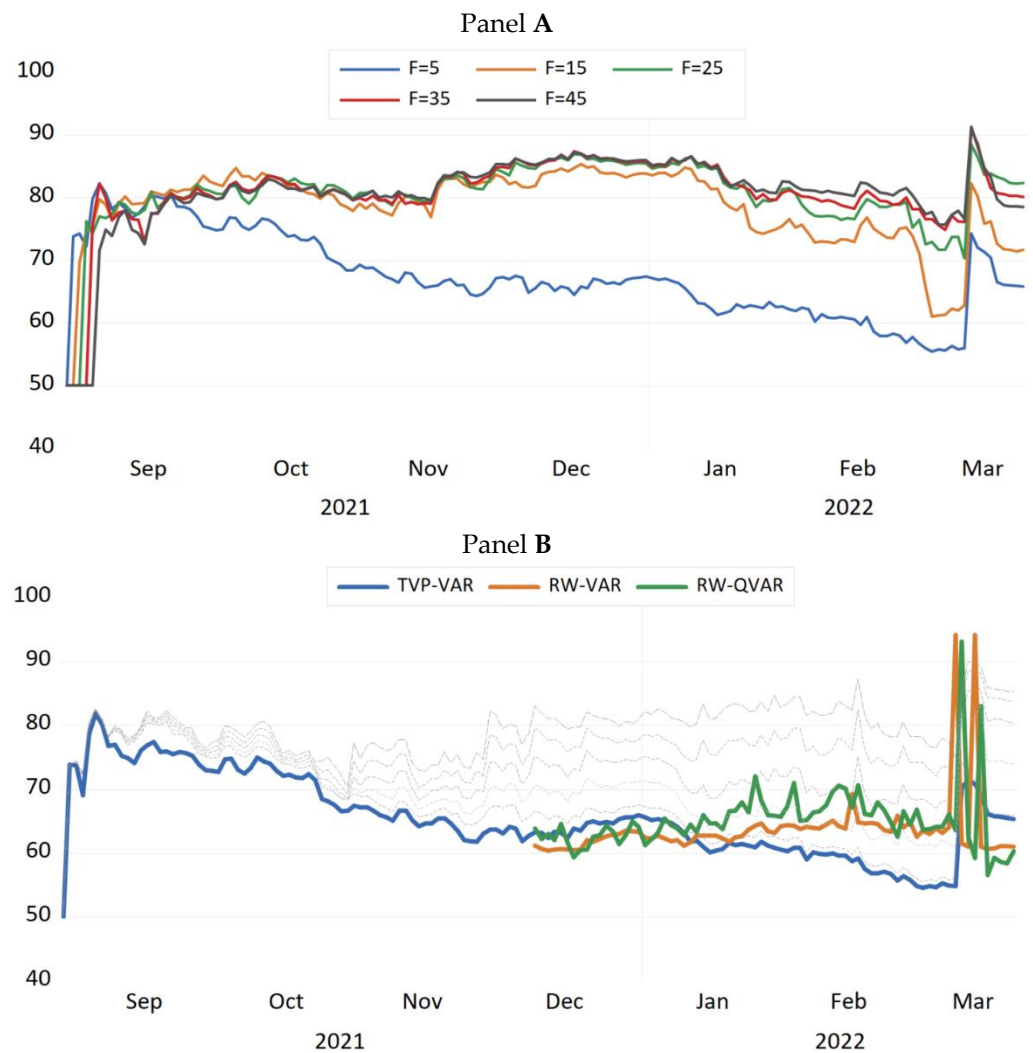 Panel A
F=5 F=15 F=25
F=35 F=45
100
90
80
70
60
50
40
Sep Oct Nov Dec Jan Feb Mar
2021 2022
Panel B
TVP-VAR RW-VAR RW-QVAR
100
90
80
70
60
50
40
Sep Oct Nov Dec Jan Feb Mar
2021 2022